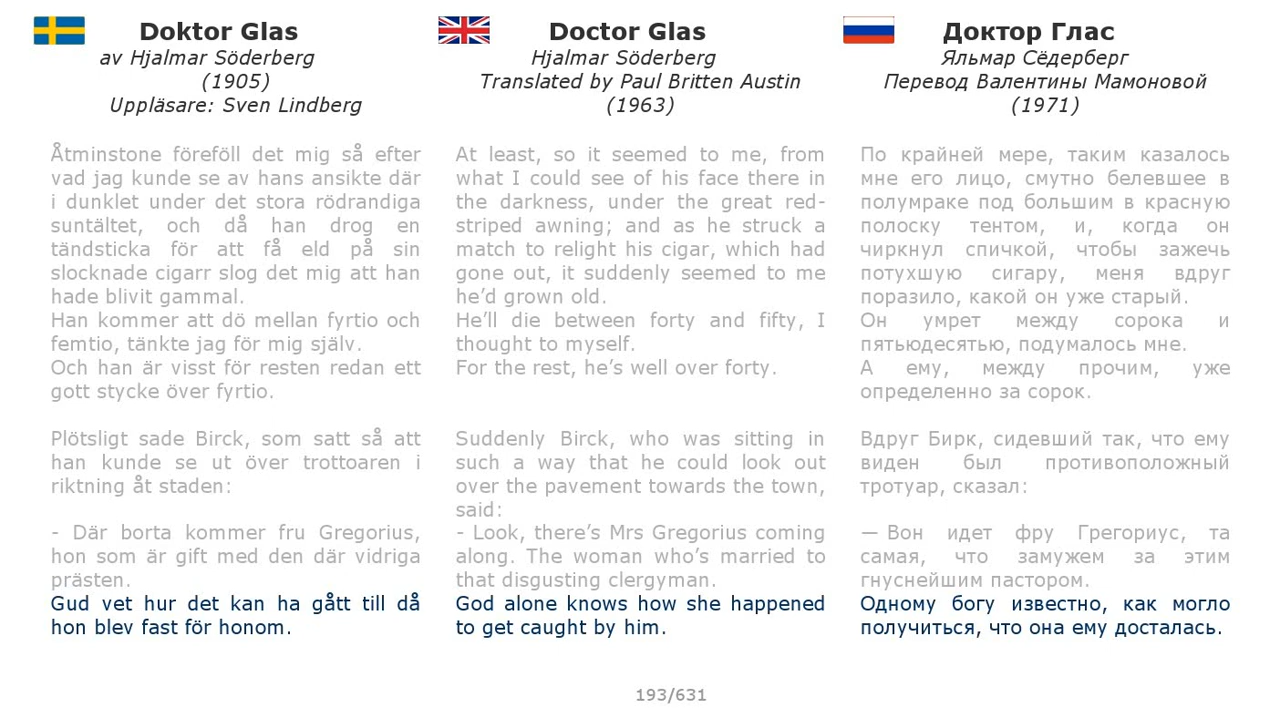 Doktor Glas
av Hjalmar Söderberg
(1905)
Uppläsare: Sven Lindberg
Åtminstone föreföll det mig så efter
vad jag kunde se av hans ansikte där
i dunklet under det stora rödrandiga
suntältet, och då han drog en
tändsticka för att få eld på sin
slocknade cigarr slog det mig att han
hade blivit gammal.
Han kommer att dö mellan fyrtio och
femtio, tänkte jag för mig själv.
Och han är visst för resten redan ett
gott stycke över fyrtio.
Plötsligt sade Birck, som satt så att
han kunde se ut över trottoaren i
riktning åt staden:
- Där borta kommer fru Gregorius,
hon som är gift med den där vidriga
prästen.
Gud vet hur det kan ha gått till då
hon blev fast för honom.
Doctor Glas
Hjalmar Söderberg
Translated by Paul Britten Austin
(1963)
At least, so it seemed to me, from
what I could see of his face there in
the darkness, under the great red-
striped awning; and as he struck a
match to relight his cigar, which had
gone out, it suddenly seemed to me
he’d grown old.
He’ll die between forty and fifty, I
thought to myself.
For the rest, he’s well over forty.
Suddenly Birck, who was sitting in
such a way that he could look out
over the pavement towards the town,
said:
- Look, there’s Mrs Gregorius coming
along. The woman who’s married to
that disgusting clergyman.
God alone knows how she happened
to get caught by him.
Доктор Глас
Яльмар Сёдерберг
Перевод Валентины Мамоновой
(1971)
По крайней мере, таким казалось
мне его лицо, смутно белевшее в
полумраке под большим в красную
полоску тентом, и, когда он
чиркнул спичкой, чтобы зажечь
потухшую сигару, меня вдруг
поразило, какой он уже старый.
Он умрет между сорока и
пятьюдесятью, подумалось мне.
А ему, между прочим, уже
определенно за сорок.
Вдруг Бирк, сидевший так, что ему
виден был противоположный
тротуар, сказал:
— Вон идет фру Грегориус, та
самая, что замужем за этим
гнуснейшим пастором.
Одному богу известно, как могло
получиться, что она ему досталась.
193/631